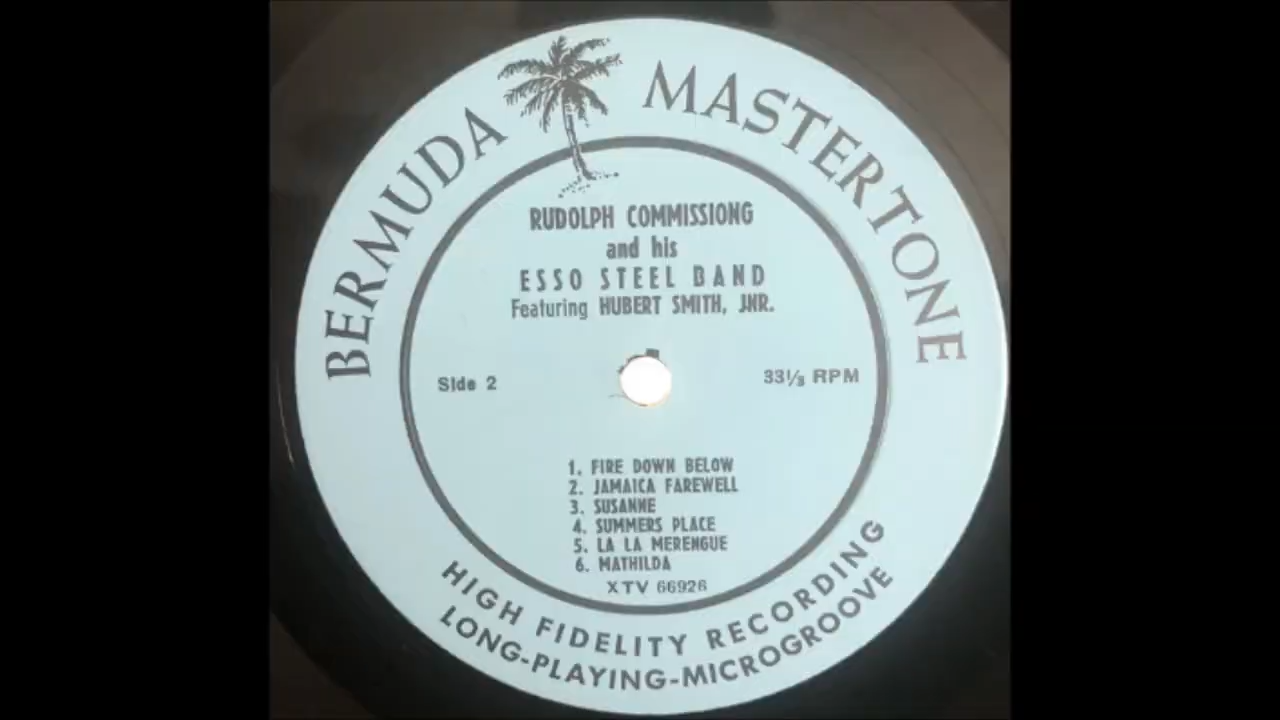 BERMUDA MASTERTONE
RUDOLPH COMMISSIONG
and his
ESSO STEEL BAND
Featuring HUBERT SMITH, JNR.
Side 2
33⅓ RPM
1. FIRE DOWN BELOW
2. JAMAICA FAREWELL
3. SUSANNE
4. SUMMERS PLACE
5. LA LA MERENGUE
6. MATHILDA
XTV 66926
HIGH FIDELITY RECORDING
LONG-PLAYING-MICROGROOVE